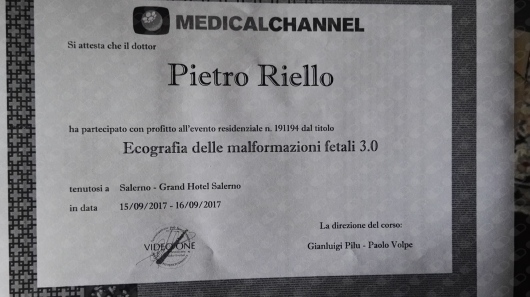 MEDICALCHANNEL
Si attesta che il dottor
Pietro Riello
ha partecipato con profitto all'evento residenziale n. 191194 dal titolo
Ecografia delle malformazioni fetali 3.0
tenutosi a Salerno - Grand Hotel Salerno
in data 15/09/2017 - 16/09/2017
La direzione del corso:
VIDEO ONE
Gianluigi Pilu - Paolo Volpe